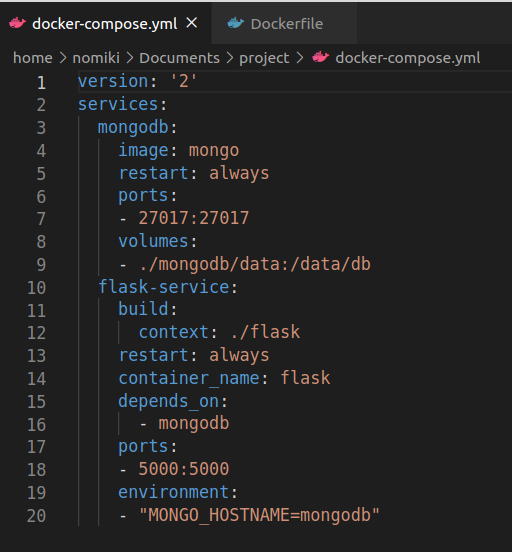 docker-compose.yml × Dockerfile
home > nomiki > Documents > project > docker-compose.yml
1 version: '2'
2 services:
3   mongodb:
4     image: mongo
5     restart: always
6     ports:
7     - 27017:27017
8     volumes:
9     - ./mongodb/data:/data/db
10   flask-service:
11     build:
12       context: ./flask
13     restart: always
14     container_name: flask
15     depends_on:
16       - mongodb
17     ports:
18     - 5000:5000
19     environment:
20     - "MONGO_HOSTNAME=mongodb"